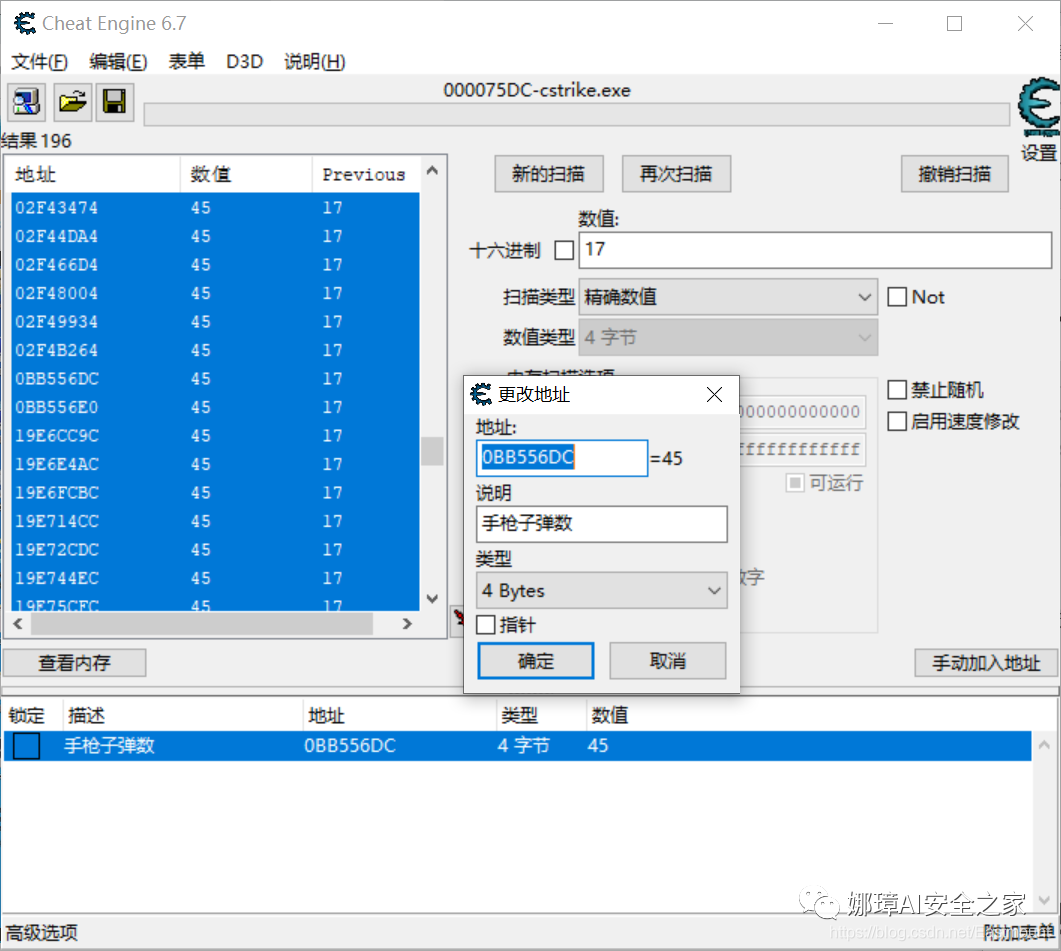 Cheat Engine 6.7
文件(F) 编辑(E) 表单 D3D 说明(H)
000075DC-cstrike.exe
结果 196
设置
地址 数值 Previous
02F43474 45 17
02F44DA4 45 17
02F466D4 45 17
02F48004 45 17
02F49934 45 17
02F4B264 45 17
0BB556DC 45 17
0BB556E0 45 17
19E6CC9C 45 17
19E6E4AC 45 17
19E6FCBC 45 17
19E714CC 45 17
19E72CDC 45 17
19E744EC 45 17
19E75CFC 45 17
新的扫描 再次扫描 撤销扫描
数值:
十六进制 17
扫描类型 精确数值 Not
数值类型 4 字节
内存扫描选项
000000000000
ffffffffffff
可运行
数字
禁止随机
启用速度修改
更改地址
地址:
0BB556DC =45
说明
手枪子弹数
类型
4 Bytes
指针
确定 取消
查看内存 手动加入地址
锁定 描述 地址 类型 数值
手枪子弹数 0BB556DC 4 字节 45
娜璋AI安全之家
高级选项 附加表单